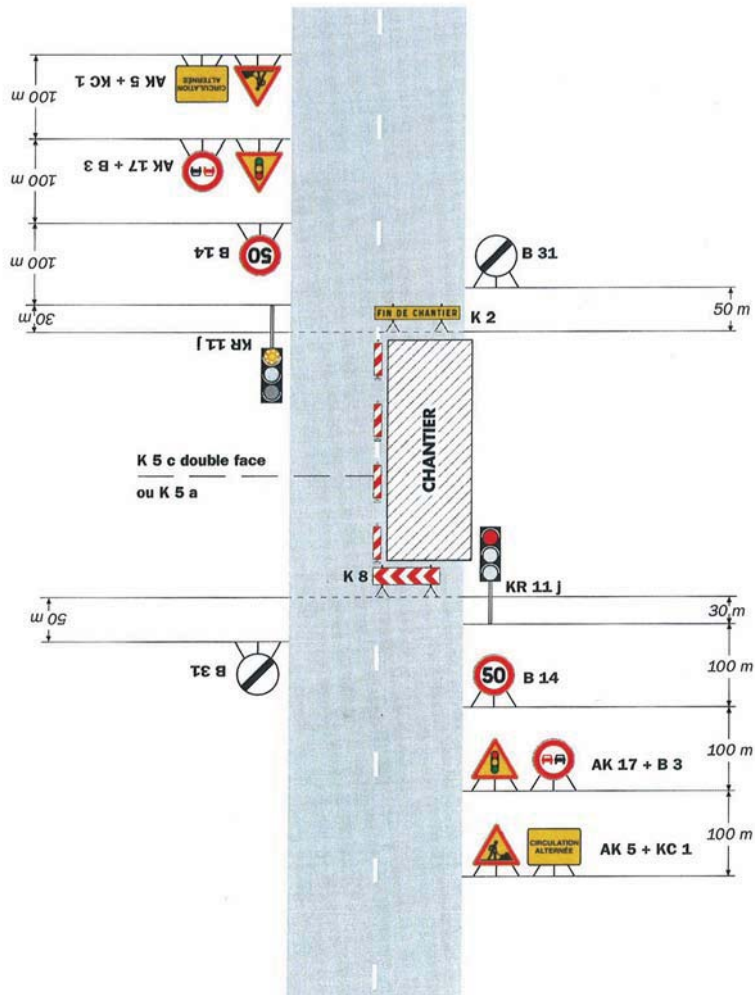 AK 5 + KC 1
CIRCULATION
ALTERNÉE
100 m
AK 17 + B 3
100 m
B 14
50
100 m
30 m
KR 11 j
B 31
FIN DE CHANTIER
K 2
50 m
CHANTIER
K 5 c double face
ou K 5 a
K 8
KR 11 j
50 m
B 31
30 m
50
B 14
100 m
AK 17 + B 3
100 m
CIRCULATION
ALTERNÉE
AK 5 + KC 1
100 m